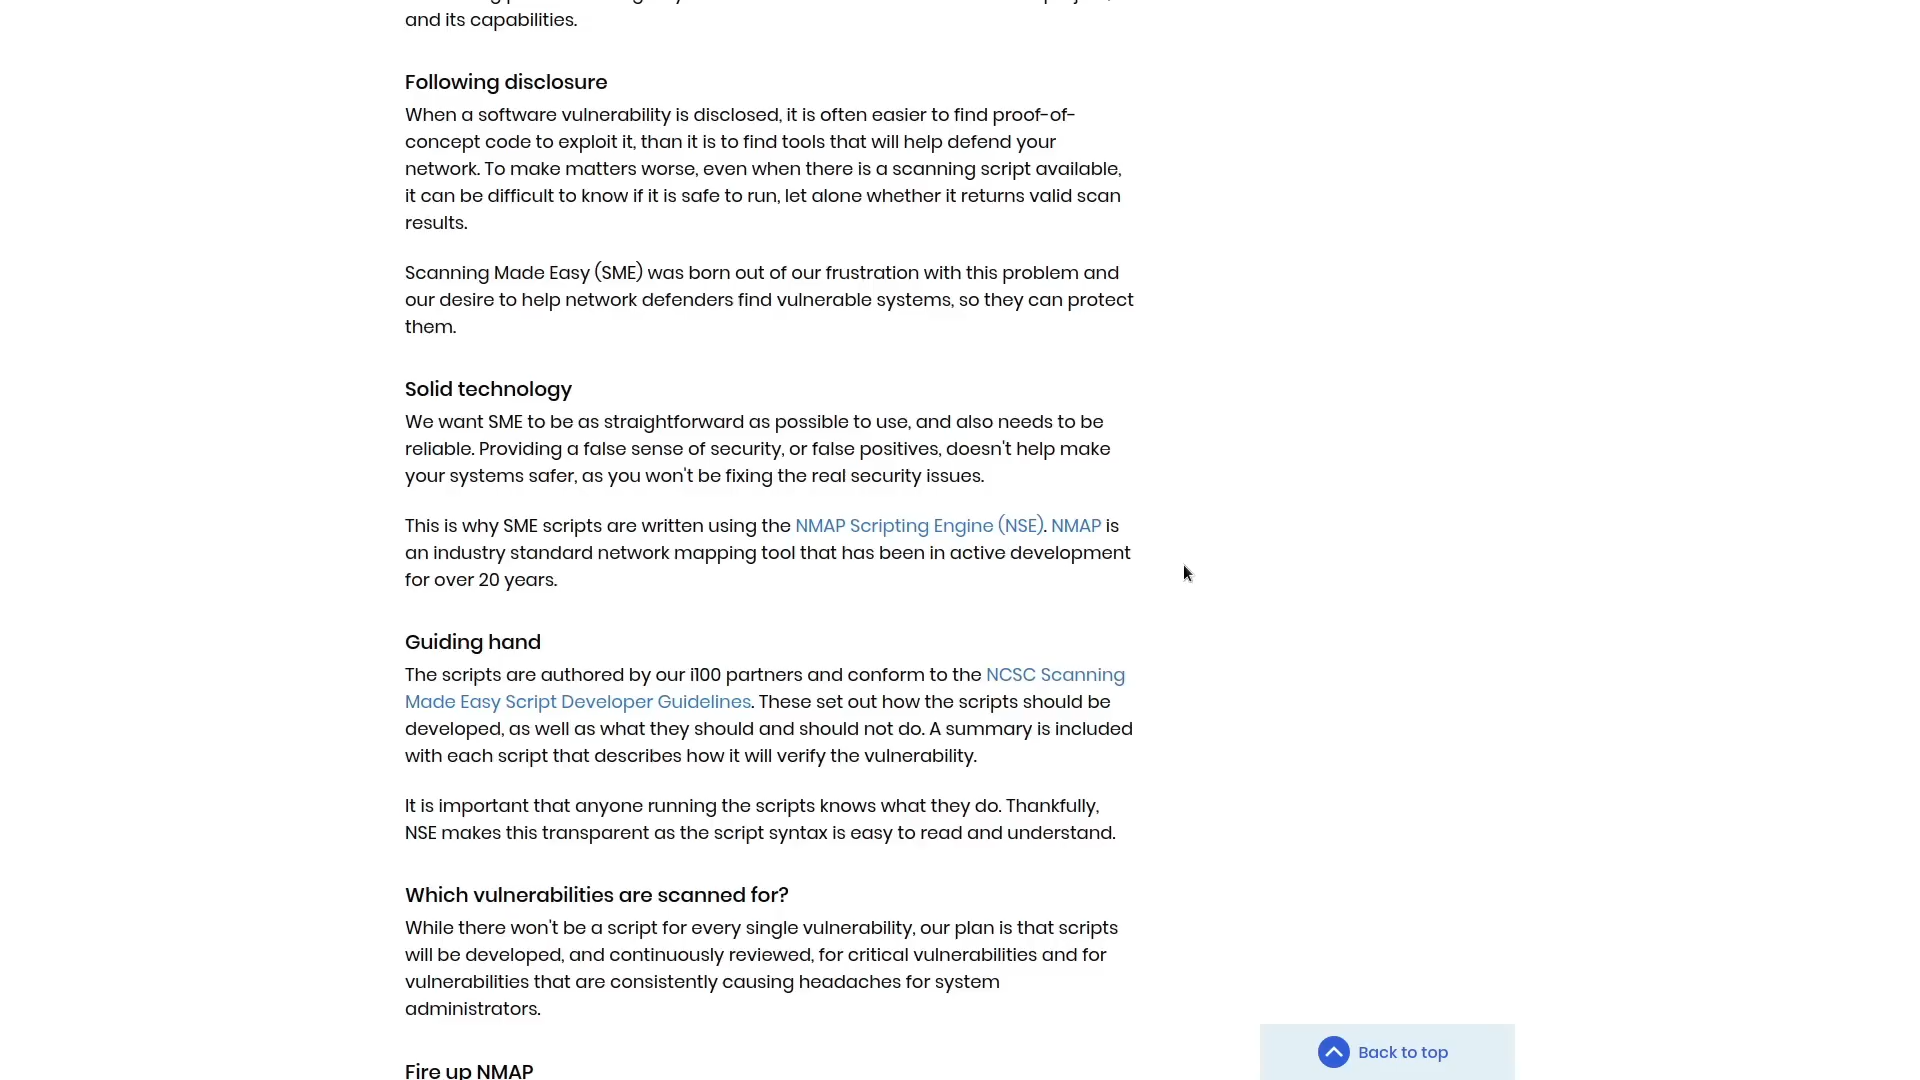 and its capabilities.
Following disclosure
When a software vulnerability is disclosed, it is often easier to find proof-of-
concept code to exploit it, than it is to find tools that will help defend your
network. To make matters worse, even when there is a scanning script available,
it can be difficult to know if it is safe to run, let alone whether it returns valid scan
results.
Scanning Made Easy (SME) was born out of our frustration with this problem and
our desire to help network defenders find vulnerable systems, so they can protect
them.
Solid technology
We want SME to be as straightforward as possible to use, and also needs to be
reliable. Providing a false sense of security, or false positives, doesn't help make
your systems safer, as you won't be fixing the real security issues.
This is why SME scripts are written using the NMAP Scripting Engine (NSE). NMAP is
an industry standard network mapping tool that has been in active development
for over 20 years.
Guiding hand
The scripts are authored by our i100 partners and conform to the NCSC Scanning
Made Easy Script Developer Guidelines. These set out how the scripts should be
developed, as well as what they should and should not do. A summary is included
with each script that describes how it will verify the vulnerability.
It is important that anyone running the scripts knows what they do. Thankfully,
NSE makes this transparent as the script syntax is easy to read and understand.
Which vulnerabilities are scanned for?
While there won't be a script for every single vulnerability, our plan is that scripts
will be developed, and continuously reviewed, for critical vulnerabilities and for
vulnerabilities that are consistently causing headaches for system
administrators.
Back to top
Fire up NMAP